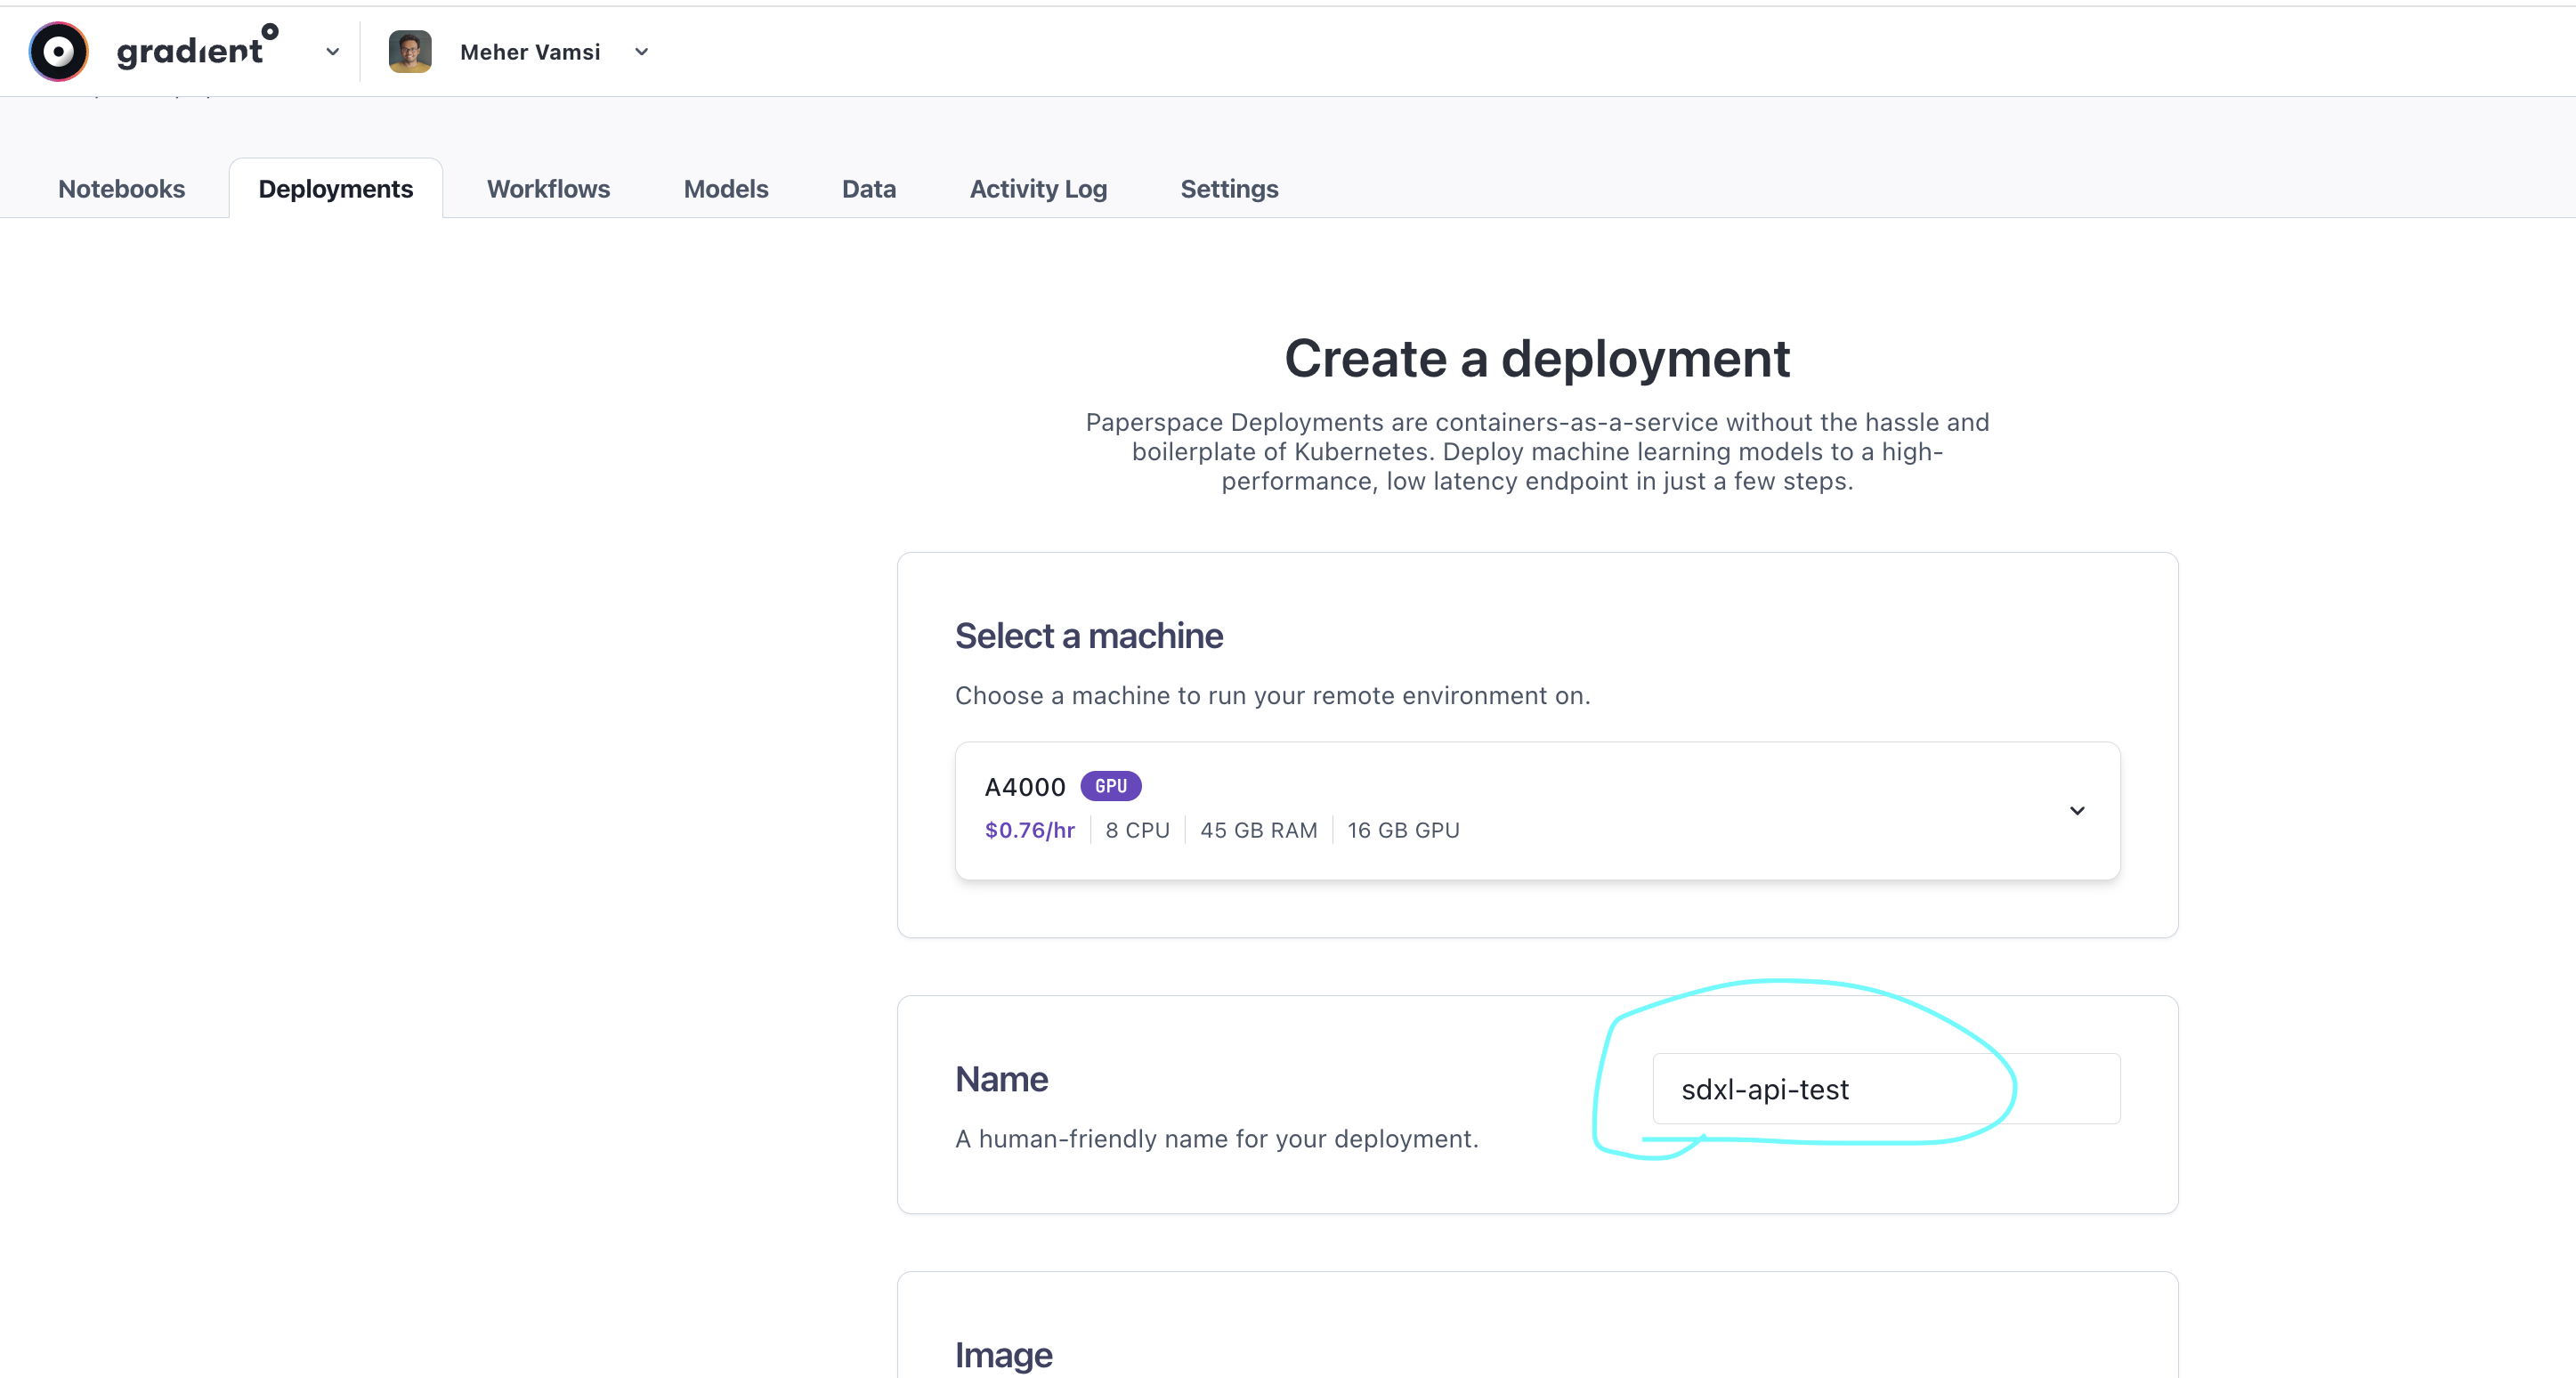 gradient
Meher Vamsi
Notebooks
Deployments
Workflows
Models
Data
Activity Log
Settings
Create a deployment
Paperspace Deployments are containers-as-a-service without the hassle and
boilerplate of Kubernetes. Deploy machine learning models to a high-
performance, low latency endpoint in just a few steps.
Select a machine
Choose a machine to run your remote environment on.
A4000 GPU
$0.76/hr 8 CPU 45 GB RAM 16 GB GPU
Name
sdxl-api-test
A human-friendly name for your deployment.
Image